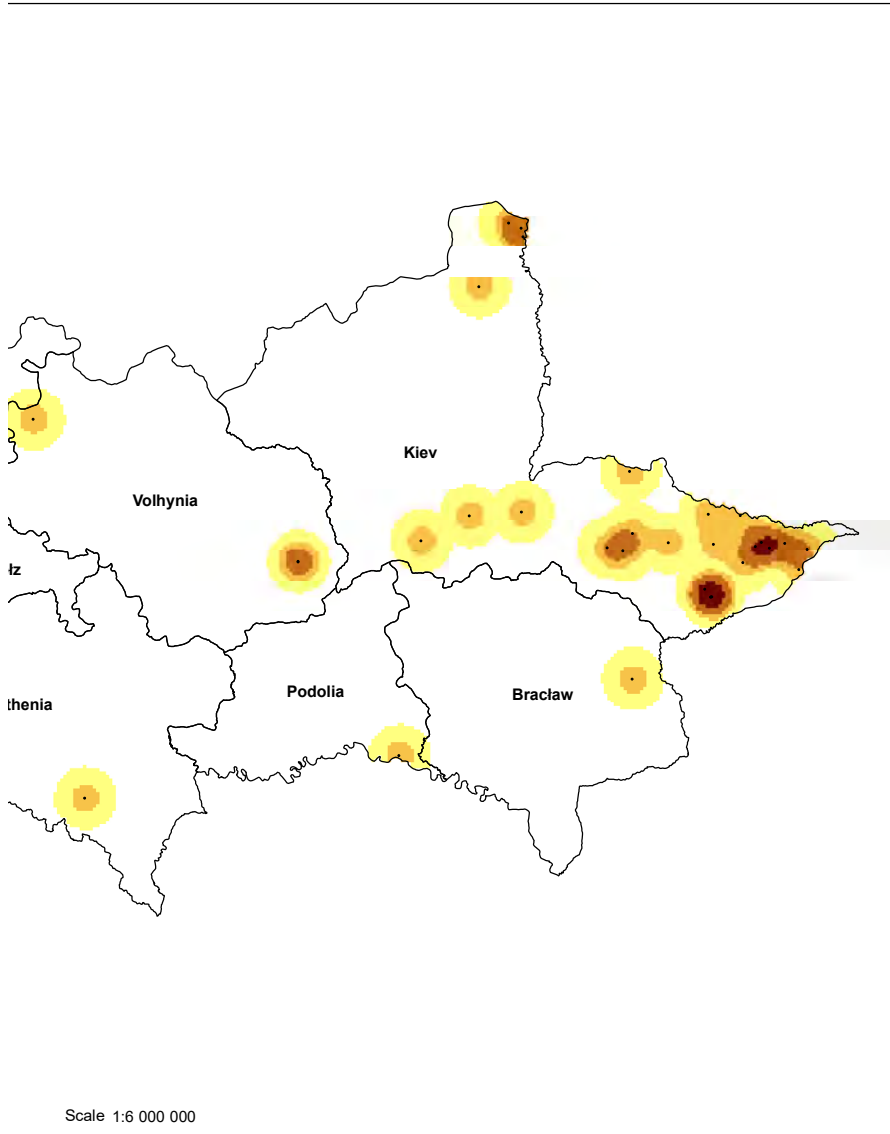 Kiev
Volhynia
łz
Podolia
Bracław
thenia
Scale 1:6 000 000